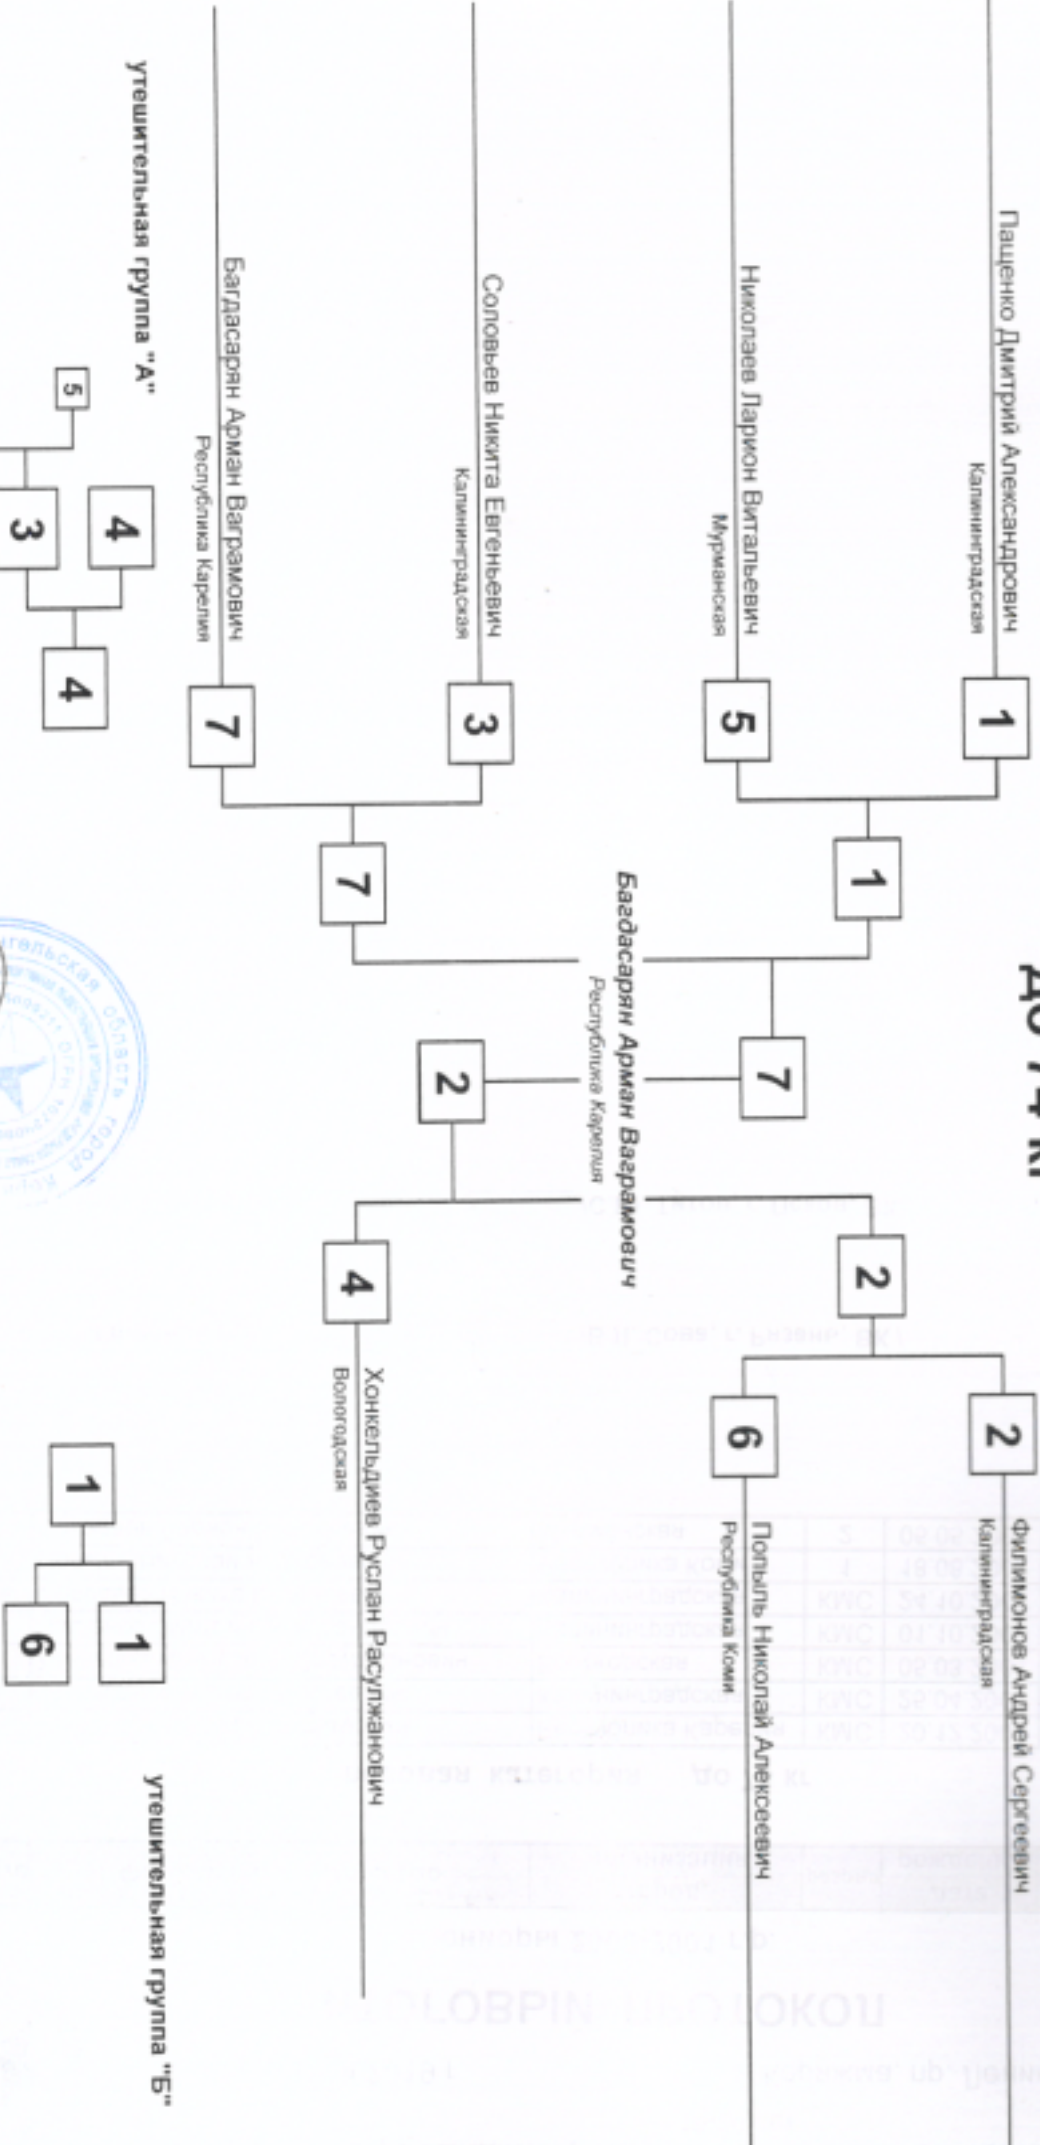 до 74 кг
Пащенко Дмитрий Александрович
Калининградская
1
Николаев Ларион Витальевич
Мурманская
5
1
Соловьев Никита Евгеньевич
Калининградская
3
Багдасарян Арман Ваграмович
Республика Карелия
7
7
7
Багдасарян Арман Ваграмович
Республика Карелия
2
2
2
Филимонов Андрей Сергеевич
Калининградская
6
Попыль Николай Алексеевич
Республика Коми
4
Хонкельдиев Руслан Расулжанович
Вологодская
утешительная группа "А"
5
4
3
4
утешительная группа "Б"
1
1
6
область город
ОГРН